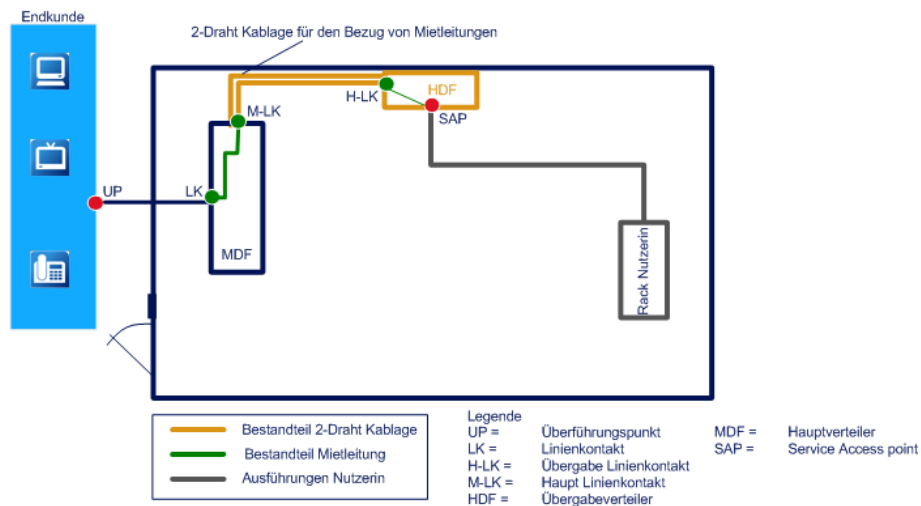 Endkunde
2-Draht Kablage für den Bezug von Mietleitungen
HDF
H-LK
M-LK
SAP
UP
LK
MDF
Rack Nutzerin
Bestandteil 2-Draht Kablage
Bestandteil Mietleitung
Ausführungen Nutzerin
Legende
UP = Überführungspunkt MDF = Hauptverteiler
LK = Linienkontakt SAP = Service Access point
H-LK = Übergabe Linienkontakt
M-LK = Haupt Linienkontakt
HDF = Übergabeverteiler